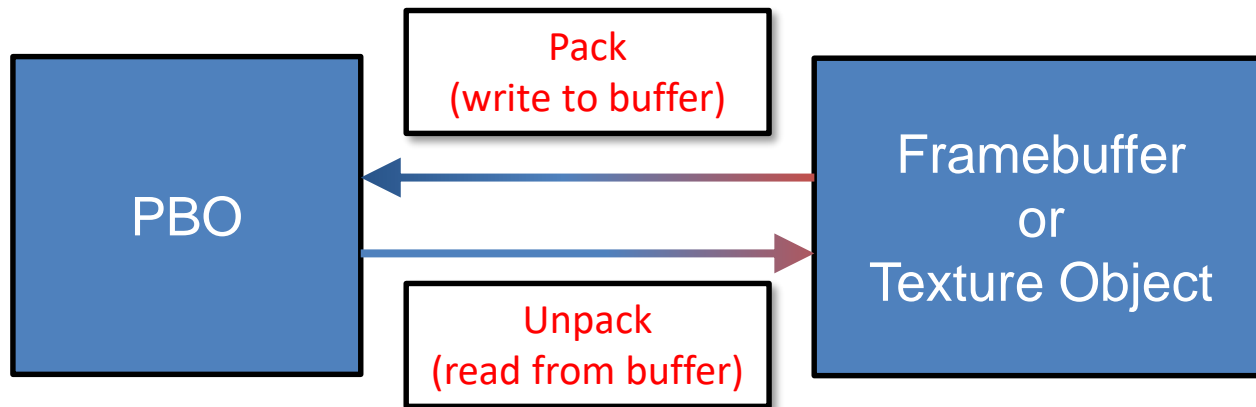 Pack
(write to buffer)
PBO
Framebuffer
or
Texture Object
Unpack
(read from buffer)